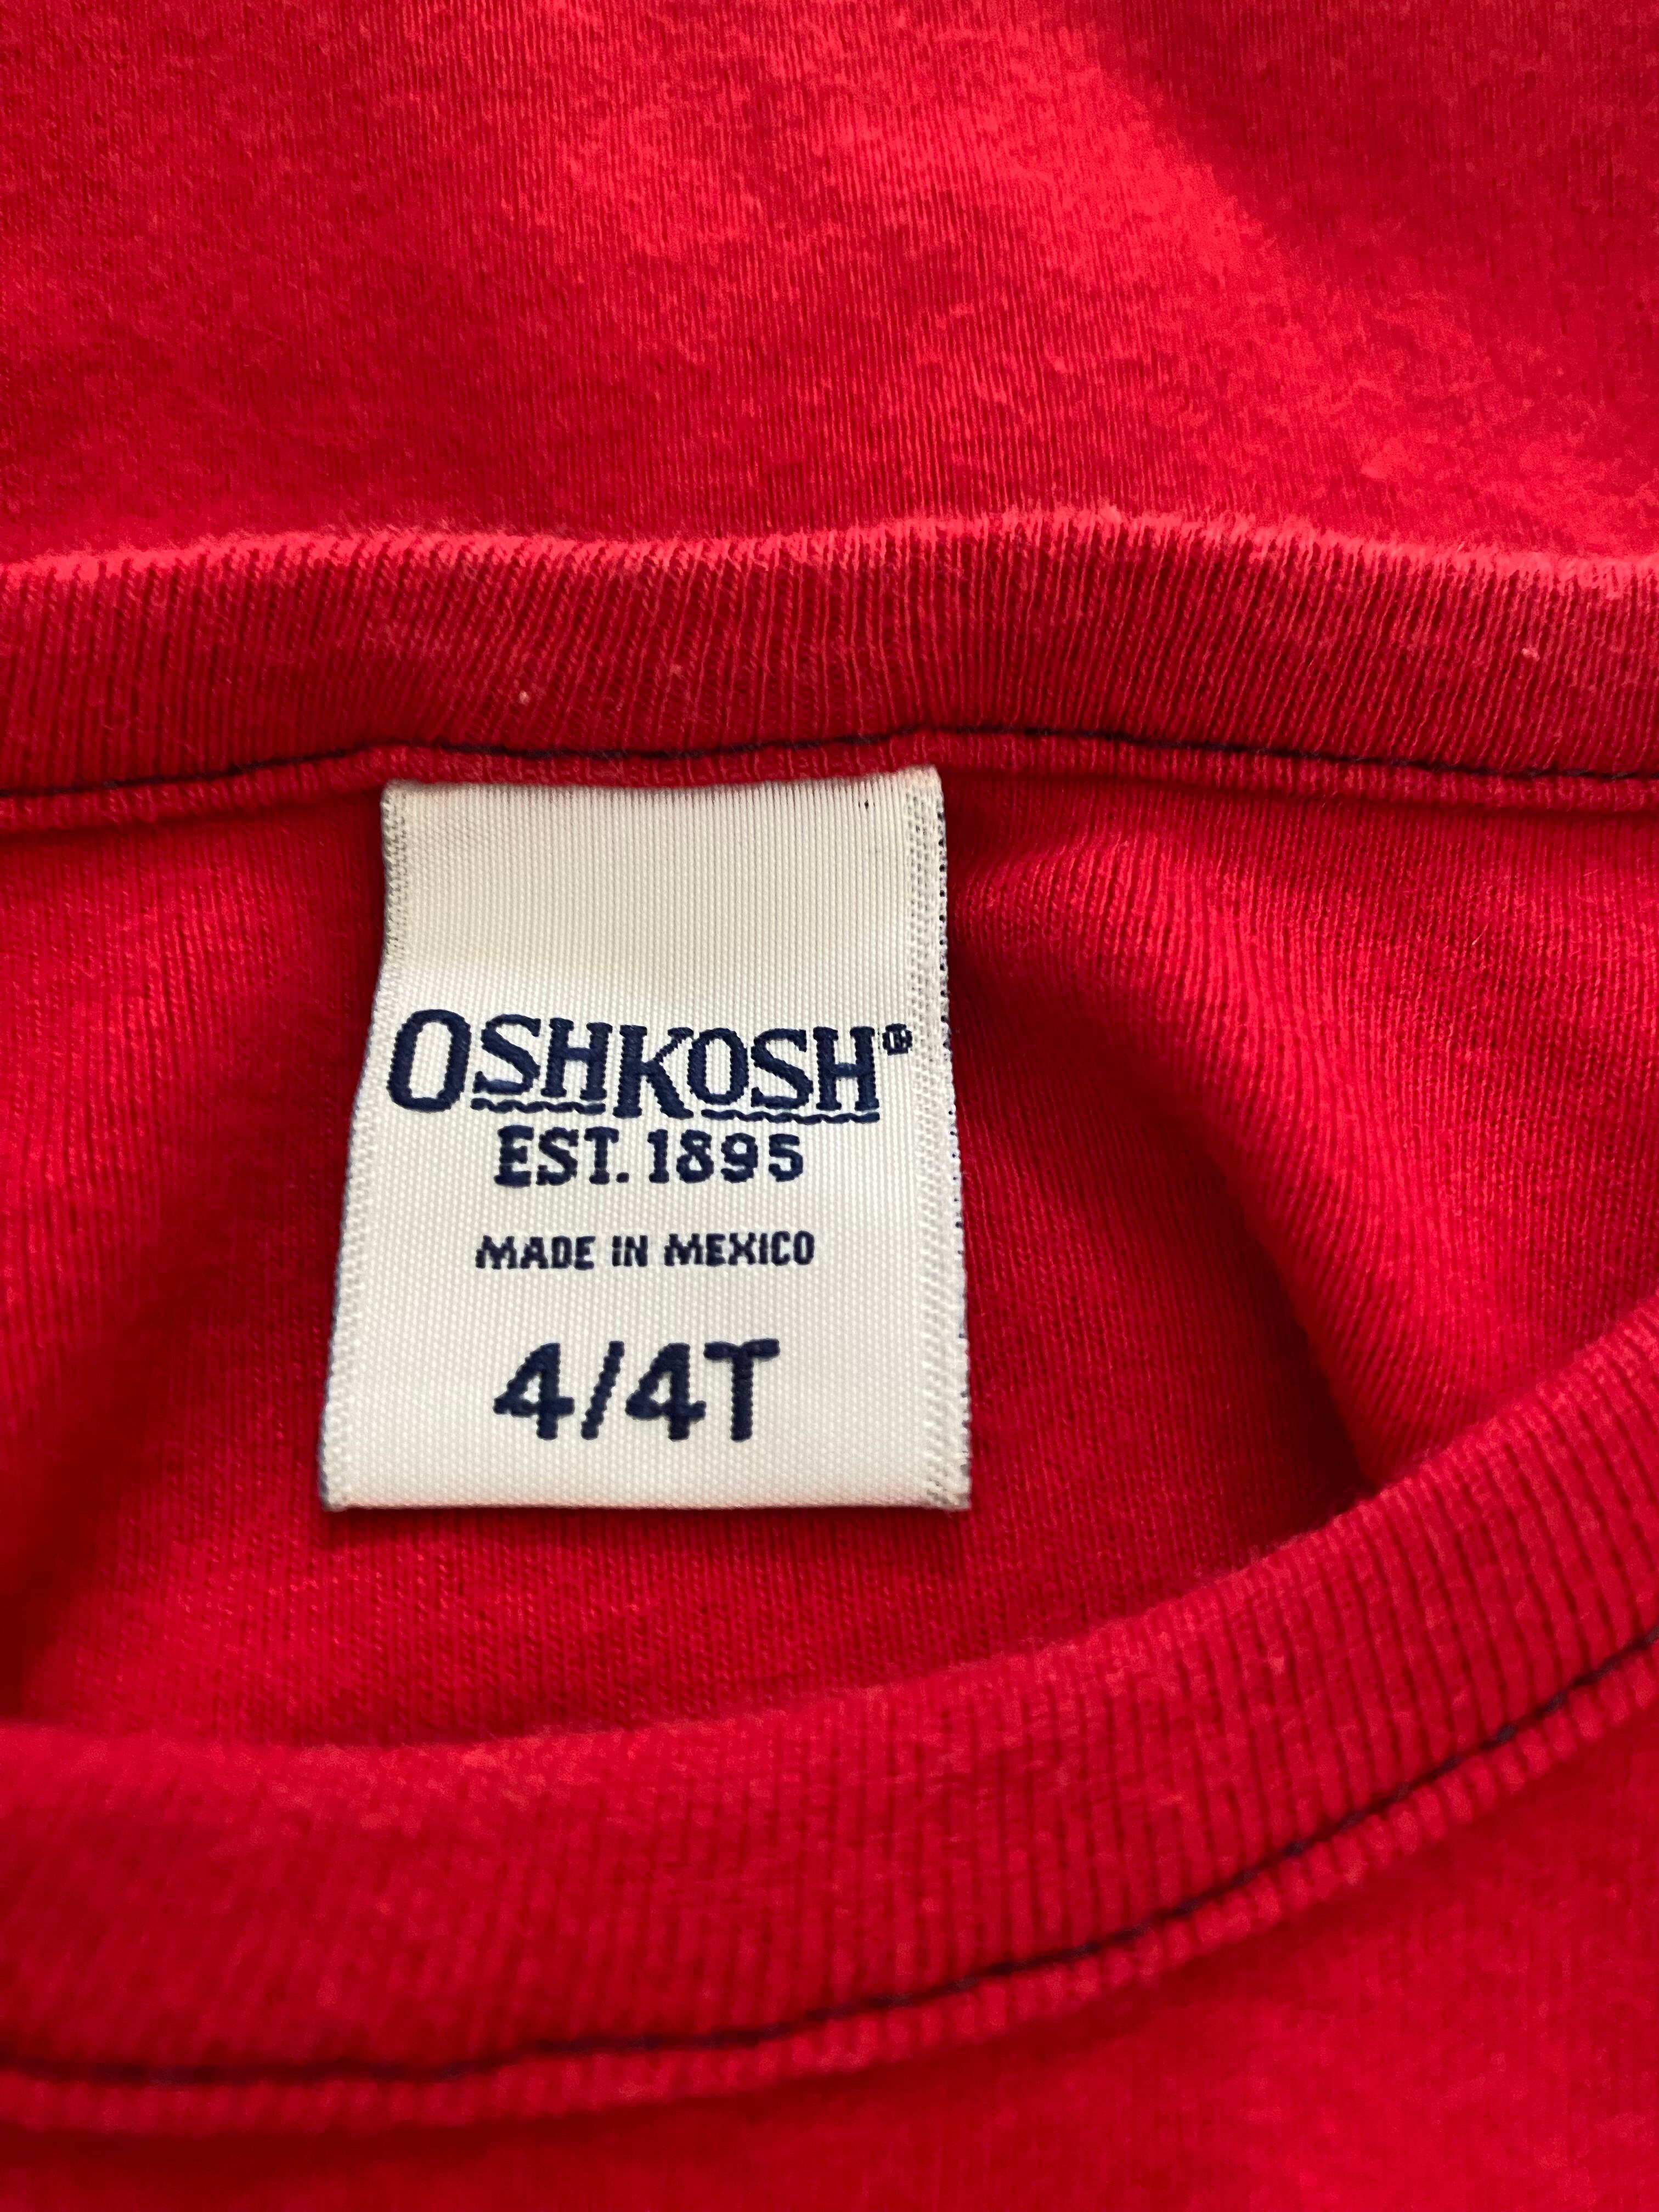 OSHKOSH®
EST. 1895
MADE IN MEXICO
4/4T